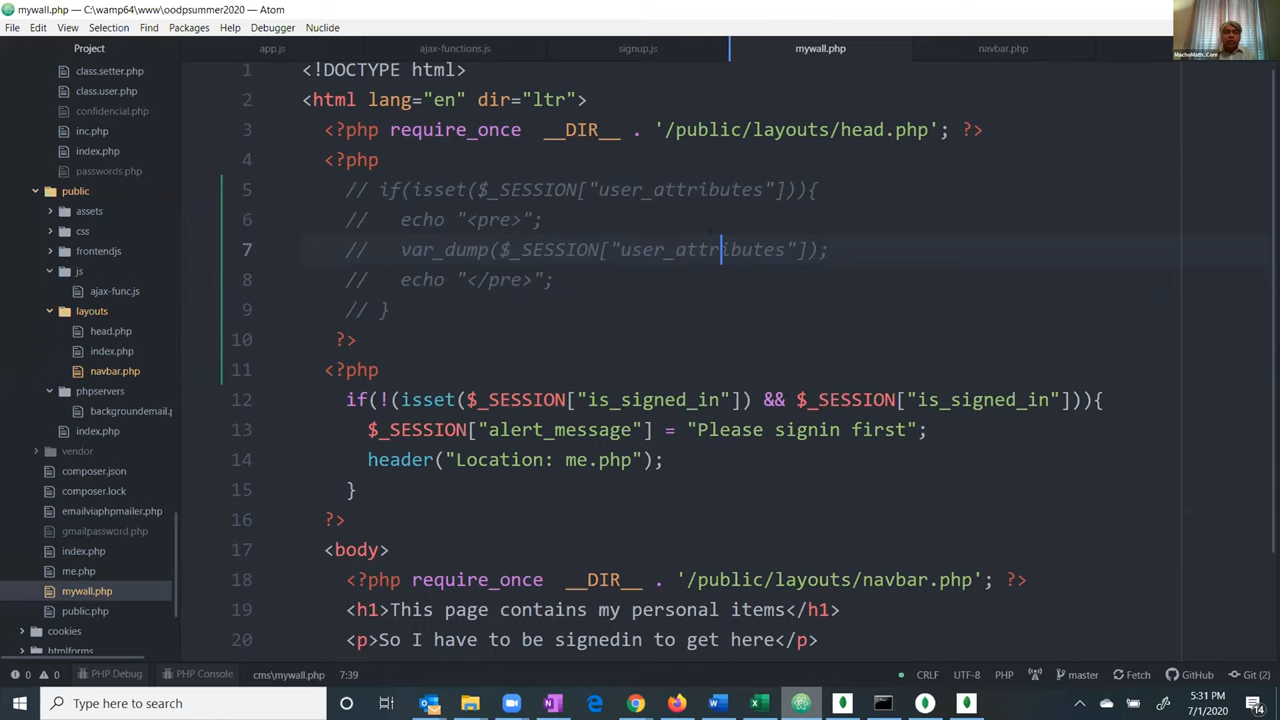 mywall.php — C:\wamp64\www\oodpsummer2020 — Atom
File Edit View Selection Find Packages Help Debugger Nuclide
MachoMath.Com
Project
app.js ajax-functions.js signup.js mywall.php navbar.php
class.setter.php
class.user.php
confidencial.php
inc.php
index.php
passwords.php
public
assets
css
frontendjs
js
ajax-func.js
layouts
head.php
index.php
navbar.php
phpservers
backgroundemail.p
index.php
vendor
composer.json
composer.lock
emailviaphpmailer.php
gmailpassword.php
index.php
me.php
mywall.php
public.php
cookies
htmlforms
1 <!DOCTYPE html>
2 <html lang="en" dir="ltr">
3 <?php require_once __DIR__ . '/public/layouts/head.php'; ?>
4 <?php
5 // if(isset($_SESSION["user_attributes"])){
6 // echo "<pre>";
7 // var_dump($_SESSION["user_attributes"]);
8 // echo "</pre>";
9 // }
10 ?>
11 <?php
12 if(!(isset($_SESSION["is_signed_in"]) && $_SESSION["is_signed_in"])){
13 $_SESSION["alert_message"] = "Please signin first";
14 header("Location: me.php");
15 }
16 ?>
17 <body>
18 <?php require_once __DIR__ . '/public/layouts/navbar.php'; ?>
19 <h1>This page contains my personal items</h1>
20 <p>So I have to be signedin to get here</p>
0 0 PHP Debug PHP Console cms\mywall.php 7:39 CRLF UTF-8 PHP master Fetch GitHub Git (2)
Type here to search
5:31 PM
7/1/2020
14